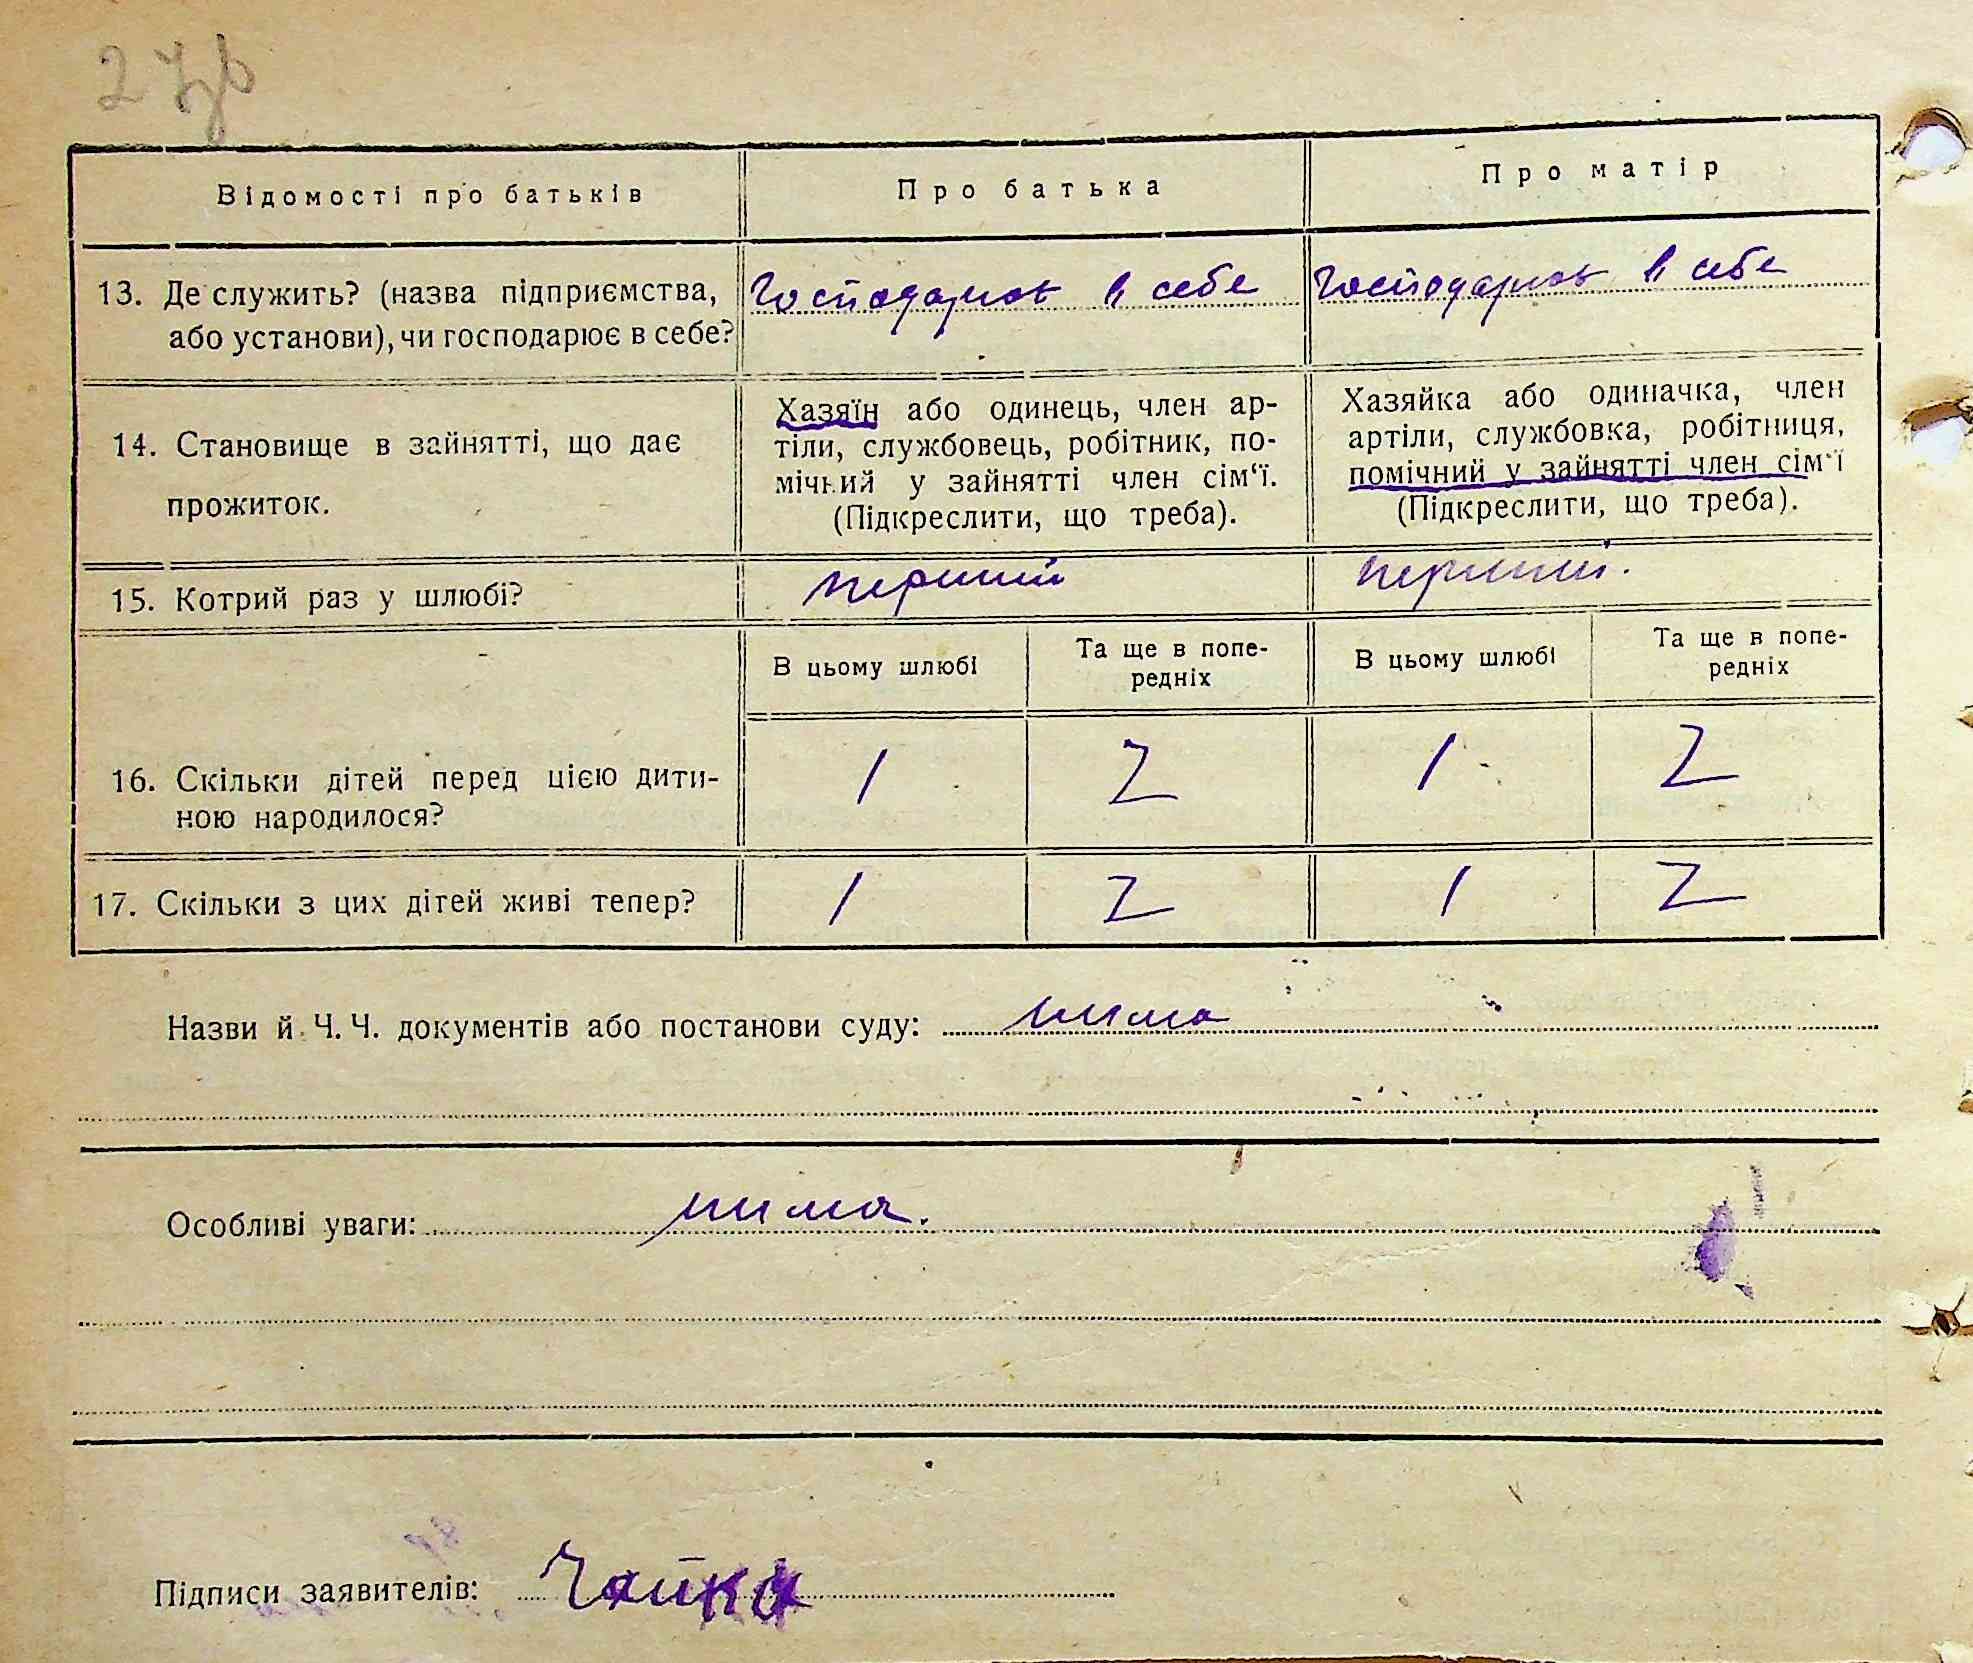 Відомості про батьків
Про батька
Про матір
13. Де служить? (назва підприємства,
або установи), чи господарює в себе?
Господарює в себе
Господарює в себе
14. Становище в зайнятті, що дає
прожиток.
Хазяїн або одинець, член ар-
тіли, службовець, робітник, по-
мічний у зайнятті член сім‘ї.
(Підкреслити, що треба).
Хазяйка або одиначка, член
артіли, службовка, робітниця,
помічний у зайнятті член сім‘ї
(Підкреслити, що треба).
15. Котрий раз у шлюбі?
перший
перший.
В цьому шлюбі
Та ще в попе-
редніх
В цьому шлюбі
Та ще в попе-
редніх
16. Скільки дітей перед цією дити-
ною народилося?
1
2
1
2
17. Скільки з цих дітей живі тепер?
1
2
1
2
Назви й Ч. Ч. документів або постанови суду: нима
Особливі уваги: нима.
Підписи заявителів: Чайка